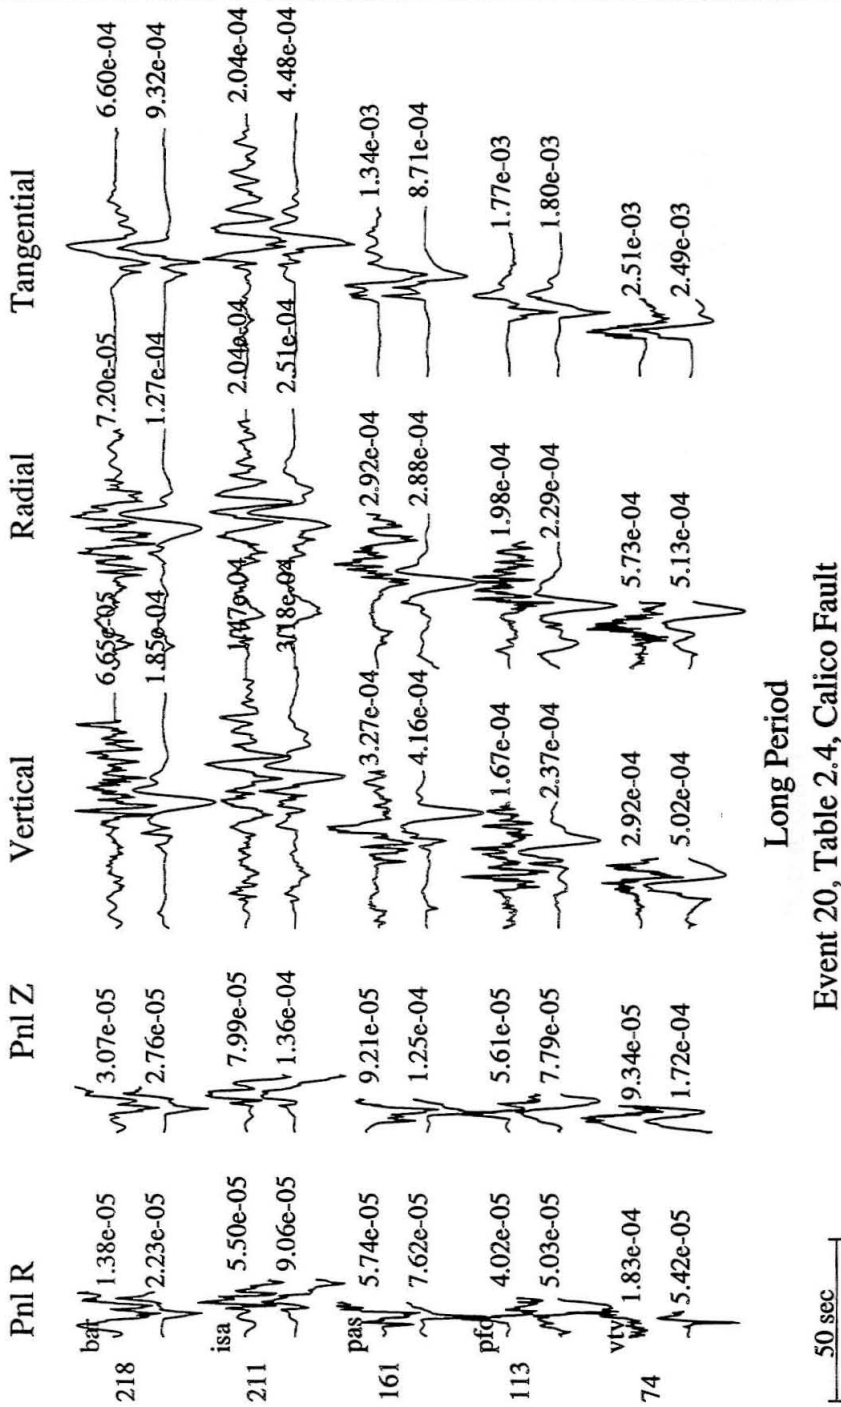 Pnl R Pnl Z Vertical Radial Tangential
bar
218 1.38e-05 3.07e-05 6.65e-05 7.20e-05 6.60e-04
2.23e-05 2.76e-05 1.85e-04 1.27e-04 9.32e-04
isa
211 5.50e-05 7.99e-05 1.47e-04 2.04e-04 2.04e-04
9.06e-05 1.36e-04 3.18e-04 2.51e-04 4.48e-04
pas
161 5.74e-05 9.21e-05 3.27e-04 2.92e-04 1.34e-03
7.62e-05 1.25e-04 4.16e-04 2.88e-04 8.71e-04
pfo
113 4.02e-05 5.61e-05 1.67e-04 1.98e-04 1.77e-03
5.03e-05 7.79e-05 2.37e-04 2.29e-04 1.80e-03
vtv
74 1.83e-04 9.34e-05 2.92e-04 5.73e-04 2.51e-03
5.42e-05 1.72e-04 5.02e-04 5.13e-04 2.49e-03
Long Period
50 sec
Event 20, Table 2.4, Calico Fault